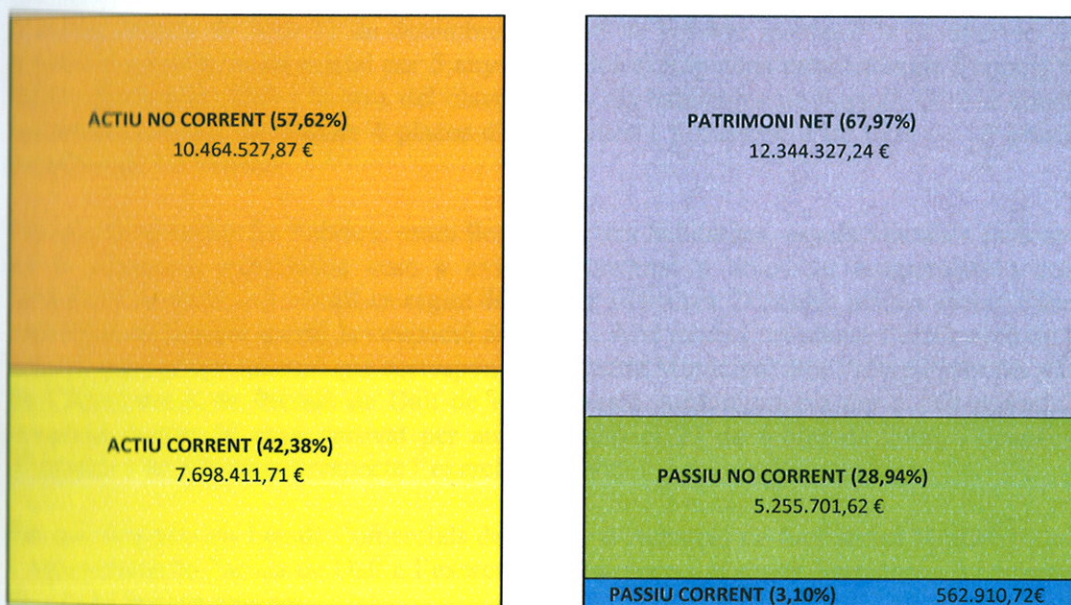 ACTIU NO CORRENT (57,62%)
10.464.527,87 €
ACTIU CORRENT (42,38%)
7.698.411,71 €
PATRIMONI NET (67,97%)
12.344.327,24 €
PASSIU NO CORRENT (28,94%)
5.255.701,62 €
PASSIU CORRENT (3,10%) 562.910,72€